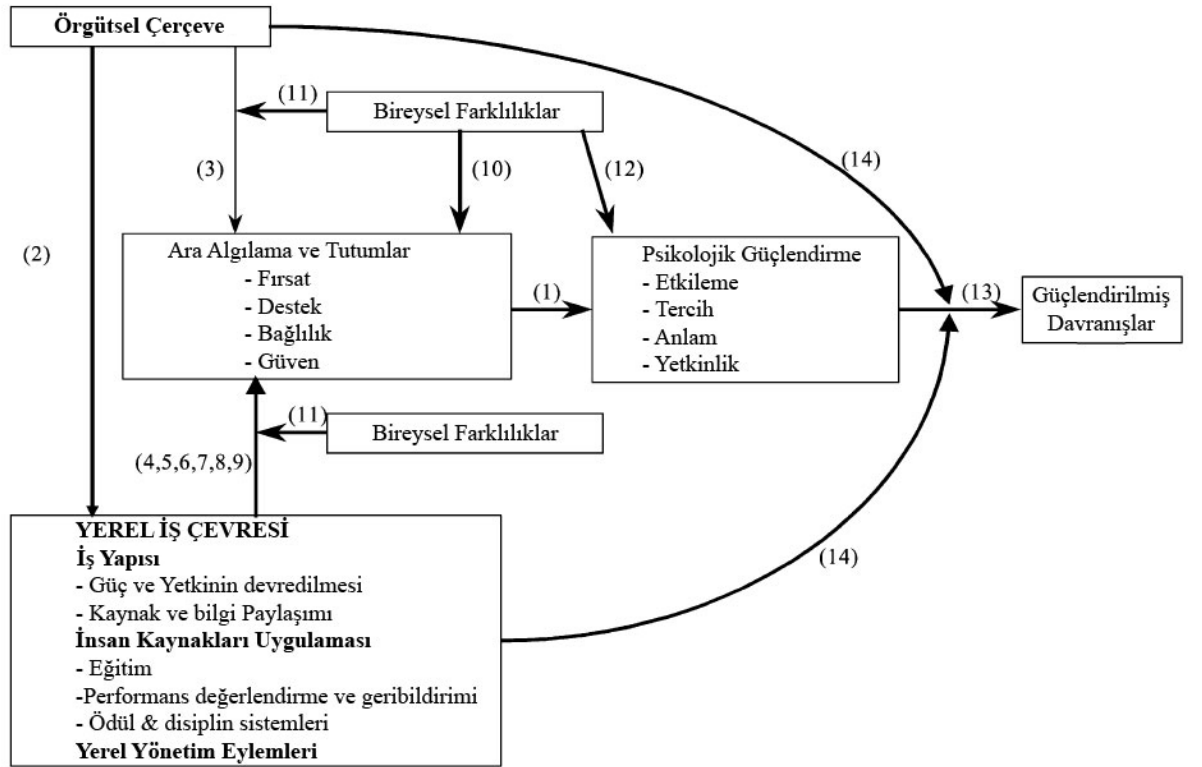 Örgütsel Çerçeve
(11)
Bireysel Farklılıklar
(14)
(3)
(10)
(12)
(2)
Ara Algılama ve Tutumlar
- Fırsat
- Destek
- Bağlılık
- Güven
(1)
Psikolojik Güçlendirme
- Etkileme
- Tercih
- Anlam
- Yetkinlik
(13)
Güçlendirilmiş
Davranışlar
(11)
Bireysel Farklılıklar
(4,5,6,7,8,9)
YEREL İŞ ÇEVRESİ
İş Yapısı
- Güç ve Yetkinin devredilmesi
- Kaynak ve bilgi Paylaşımı
İnsan Kaynakları Uygulaması
- Eğitim
-Performans değerlendirme ve geribildirimi
- Ödül & disiplin sistemleri
Yerel Yönetim Eylemleri
(14)